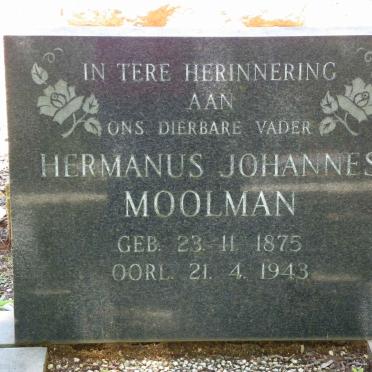 IN TERE HERINNERING
AAN
ONS DIERBARE VADER
HERMANUS JOHANNES
MOOLMAN
GEB. 23. 11. 1875
OORL. 21. 4. 1943